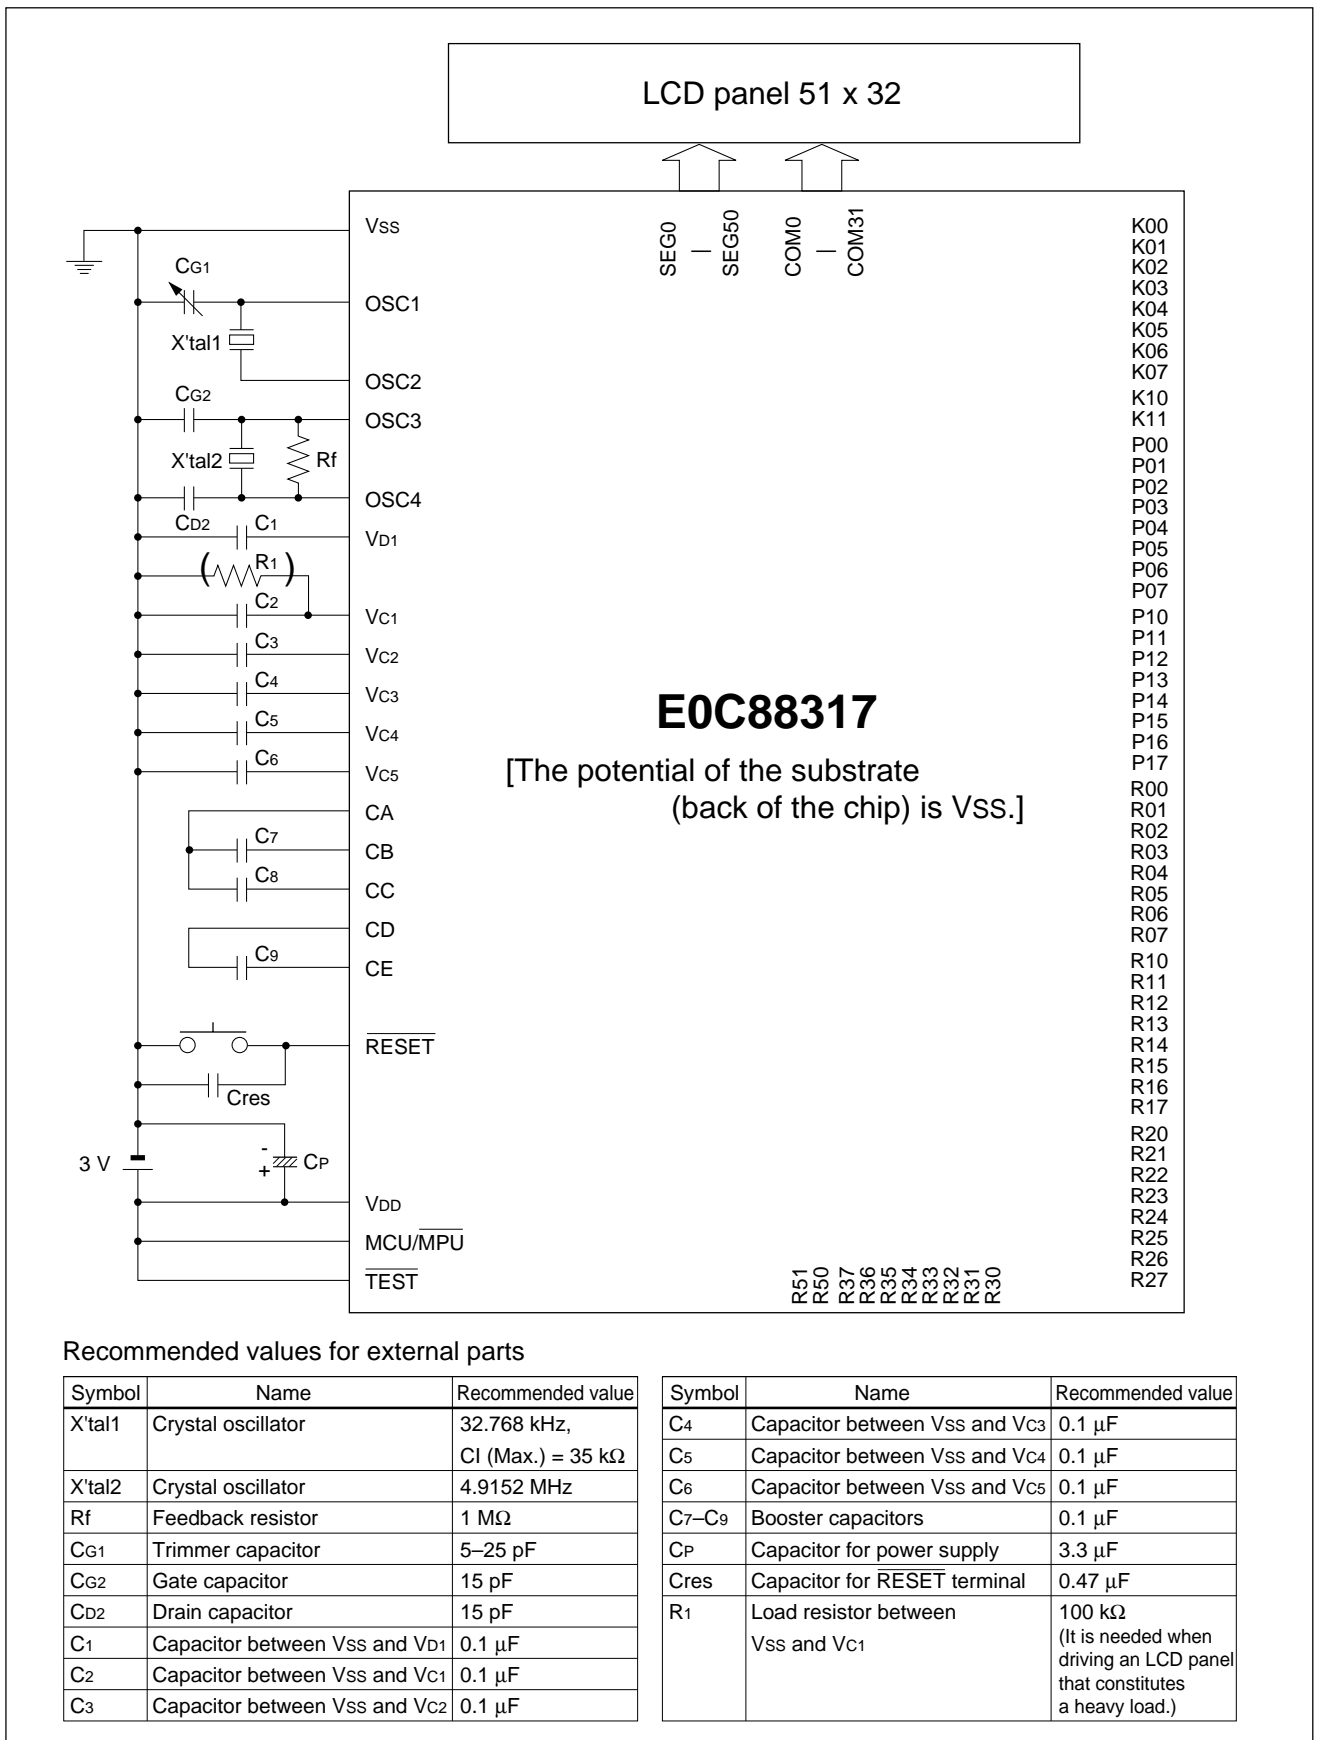 LCD panel 51 x 32
SEG0
|
SEG50
COM0
|
COM31
VSS
CG1
OSC1
X'tal1
OSC2
CG2
OSC3
X'tal2
Rf
OSC4
CD2
C1
VD1
( R1 )
C2
VC1
C3
VC2
C4
VC3
C5
VC4
C6
VC5
CA
C7
CB
C8
CC
CD
C9
CE
RESET
Cres
3 V
-
+
CP
VDD
MCU/MPU
TEST
E0C88317
[The potential of the substrate
(back of the chip) is VSS.]
K00
K01
K02
K03
K04
K05
K06
K07
K10
K11
P00
P01
P02
P03
P04
P05
P06
P07
P10
P11
P12
P13
P14
P15
P16
P17
R00
R01
R02
R03
R04
R05
R06
R07
R10
R11
R12
R13
R14
R15
R16
R17
R20
R21
R22
R23
R24
R25
R26
R27
R51
R50
R37
R36
R35
R34
R33
R32
R31
R30
Recommended values for external parts
Symbol Name Recommended value
X'tal1 Crystal oscillator 32.768 kHz,
CI (Max.) = 35 kΩ
X'tal2 Crystal oscillator 4.9152 MHz
Rf Feedback resistor 1 MΩ
CG1 Trimmer capacitor 5–25 pF
CG2 Gate capacitor 15 pF
CD2 Drain capacitor 15 pF
C1 Capacitor between VSS and VD1 0.1 μF
C2 Capacitor between VSS and VC1 0.1 μF
C3 Capacitor between VSS and VC2 0.1 μF
Symbol Name Recommended value
C4 Capacitor between VSS and VC3 0.1 μF
C5 Capacitor between VSS and VC4 0.1 μF
C6 Capacitor between VSS and VC5 0.1 μF
C7–C9 Booster capacitors 0.1 μF
CP Capacitor for power supply 3.3 μF
Cres Capacitor for RESET terminal 0.47 μF
R1 Load resistor between 100 kΩ
VSS and VC1 (It is needed when
driving an LCD panel
that constitutes
a heavy load.)